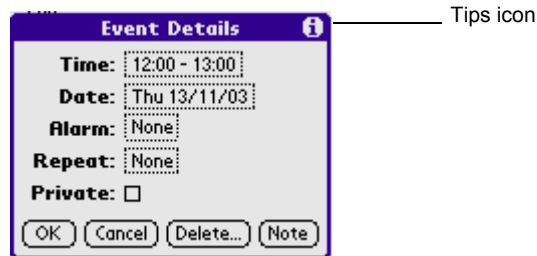 Event Details
Tips icon
Time: 12:00 - 13:00
Date: Thu 13/11/03
Alarm: None
Repeat: None
Private:
OK Cancel Delete... Note